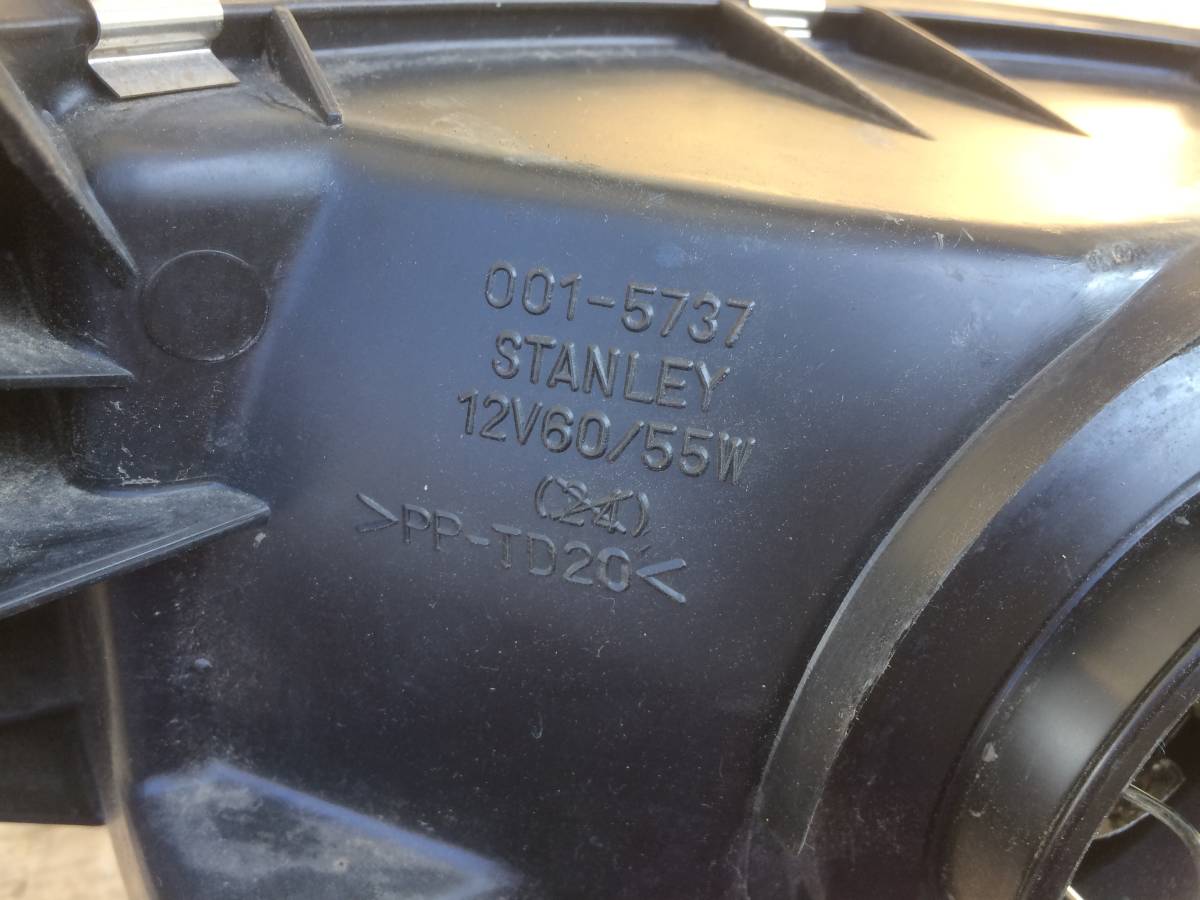 001-5737
STANLEY
12V60/55W
(24)
>PP-TD20<